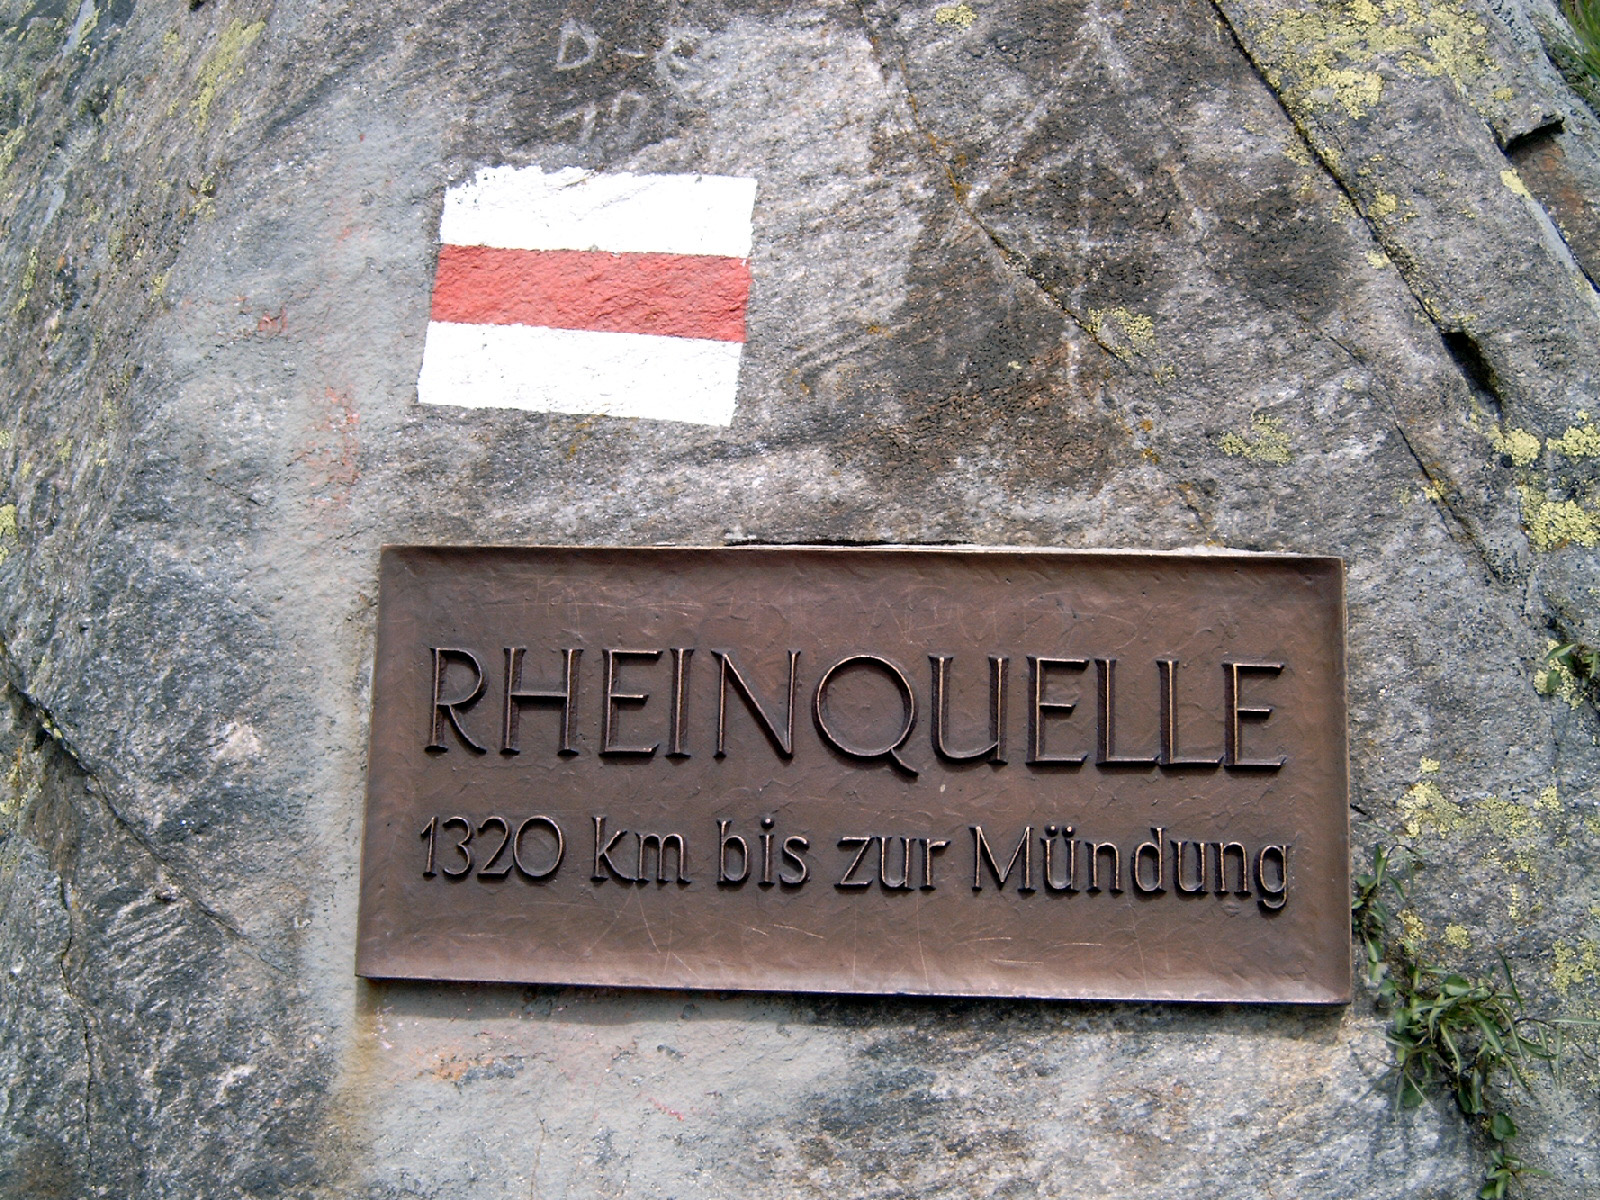 RHEINQUELLE
1320 km bis zur Mündung